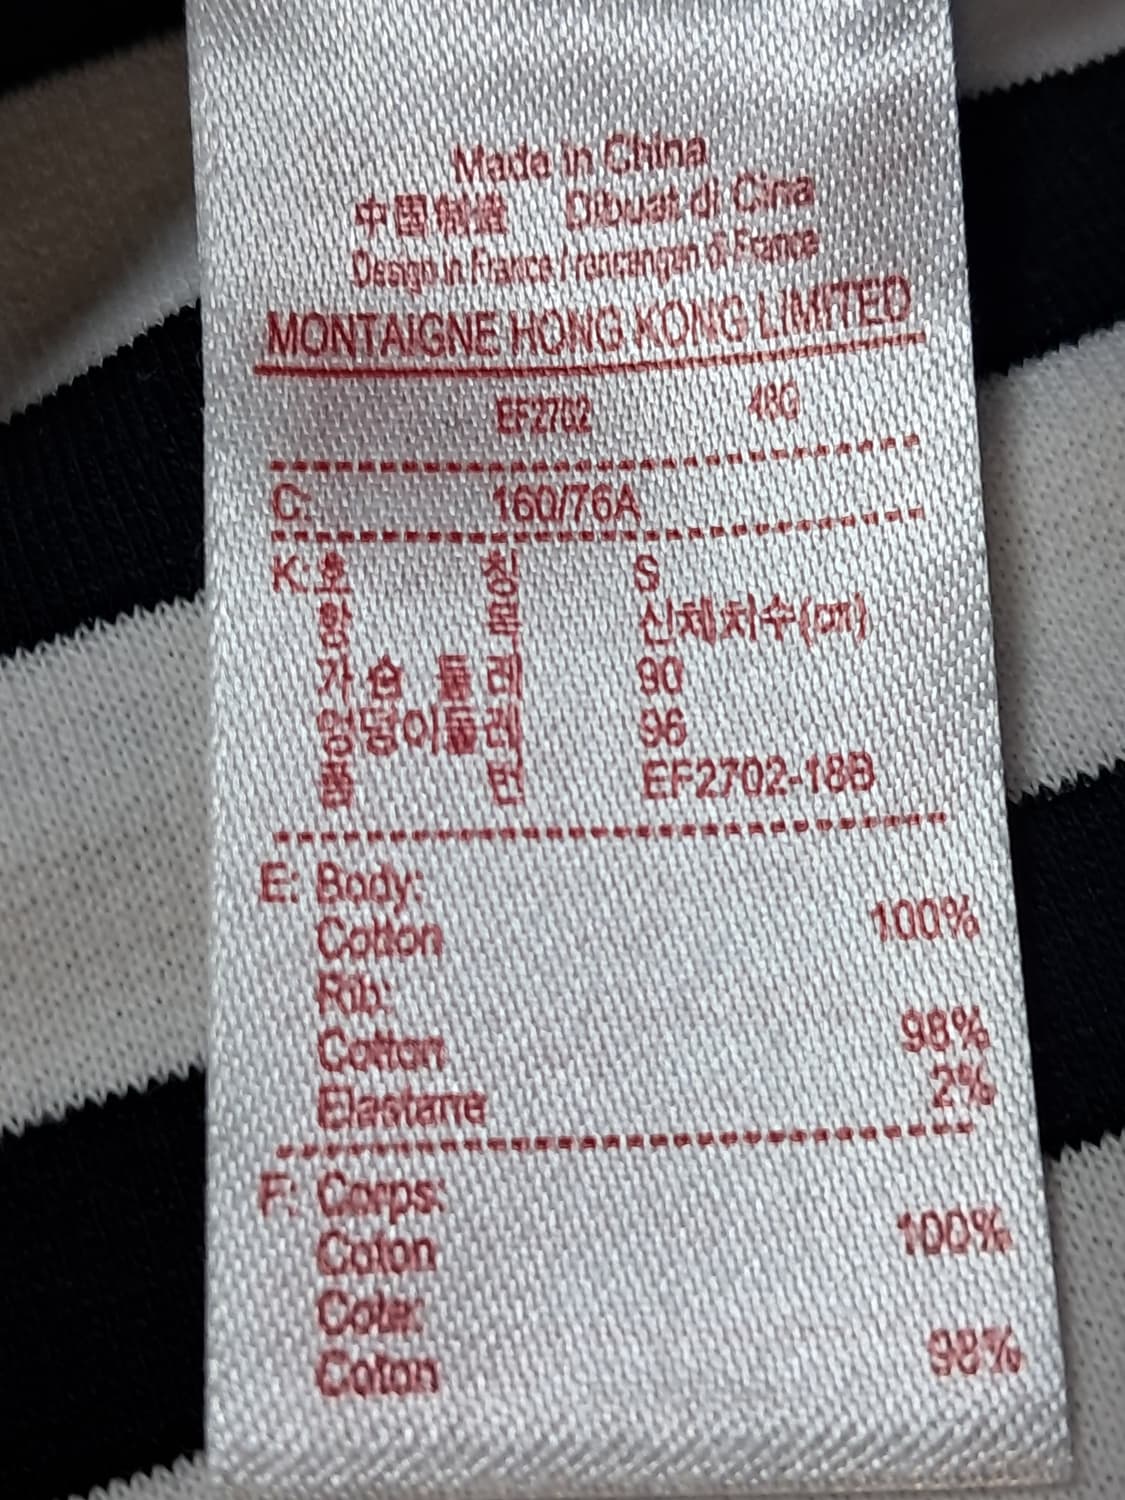 Made in China
中国制造 Dibuat di Cina
Design in France / rancangan di France
MONTAIGNE HONG KONG LIMITED
EF2702 48G
C: 160/76A
K: 호 칭 S
항 목 신체치수(cm)
가 슴 둘 레 90
엉덩이둘레 96
품 번 EF2702-18B
E: Body:
Cotton 100%
Rib:
Cotton 98%
Elastane 2%
F: Corps:
Coton 100%
Cote:
Coton 98%